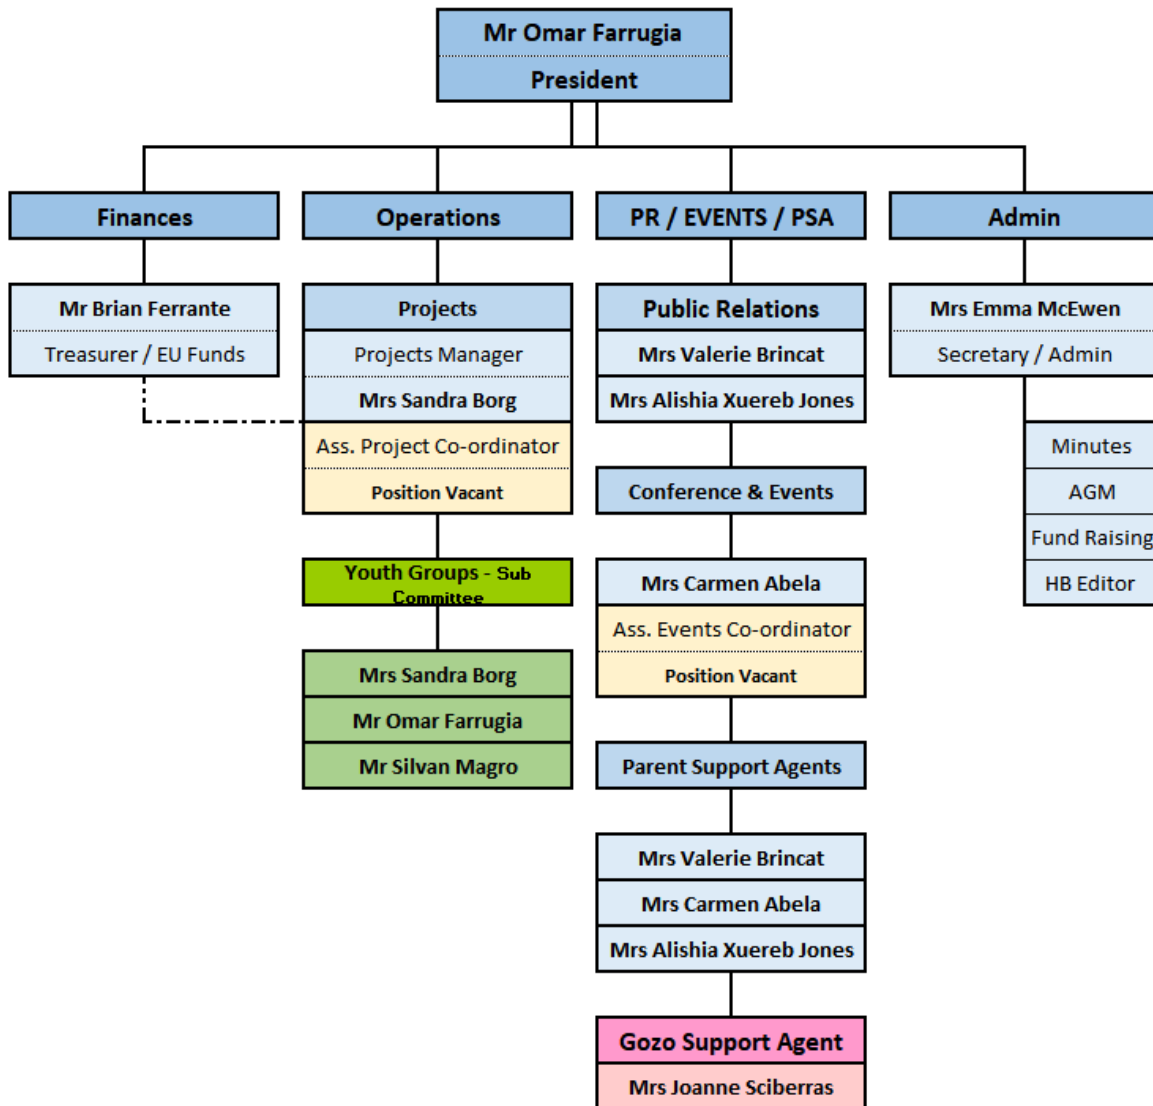 Mr Omar Farrugia
President
Finances
Mr Brian Ferrante
Treasurer / EU Funds
Operations
Projects
Projects Manager
Mrs Sandra Borg
Ass. Project Co-ordinator
Position Vacant
Youth Groups - Sub
Committee
Mrs Sandra Borg
Mr Omar Farrugia
Mr Silvan Magro
PR / EVENTS / PSA
Public Relations
Mrs Valerie Brincat
Mrs Alishia Xuereb Jones
Conference & Events
Mrs Carmen Abela
Ass. Events Co-ordinator
Position Vacant
Parent Support Agents
Mrs Valerie Brincat
Mrs Carmen Abela
Mrs Alishia Xuereb Jones
Gozo Support Agent
Mrs Joanne Sciberras
Admin
Mrs Emma McEwen
Secretary / Admin
Minutes
AGM
Fund Raising
HB Editor